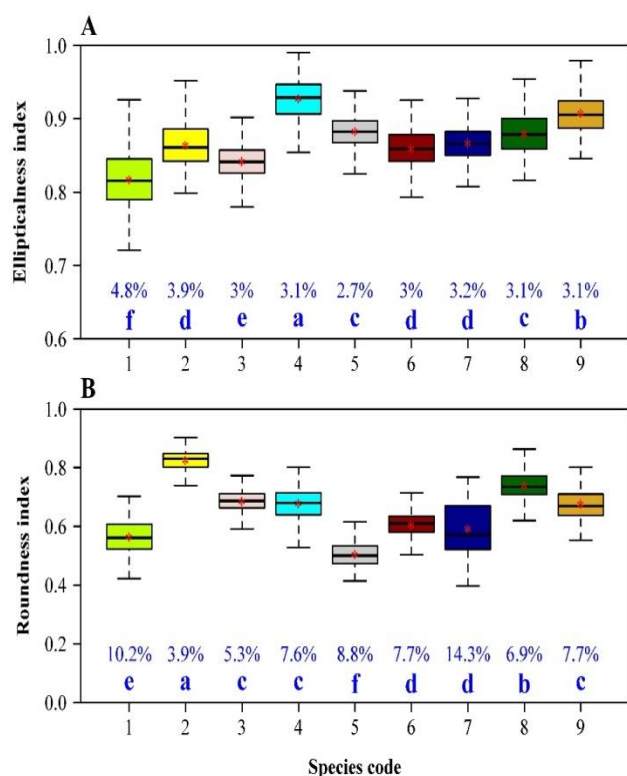 A
Ellipticalness index
1.0
0.9
0.8
0.7
0.6
4.8% 3.9% 3% 3.1% 2.7% 3% 3.2% 3.1% 3.1%
f d e a c d d c b
1 2 3 4 5 6 7 8 9
B
Roundness index
1.0
0.8
0.6
0.4
0.2
0.0
10.2% 3.9% 5.3% 7.6% 8.8% 7.7% 14.3% 6.9% 7.7%
e a c c f d d b c
1 2 3 4 5 6 7 8 9
Species code